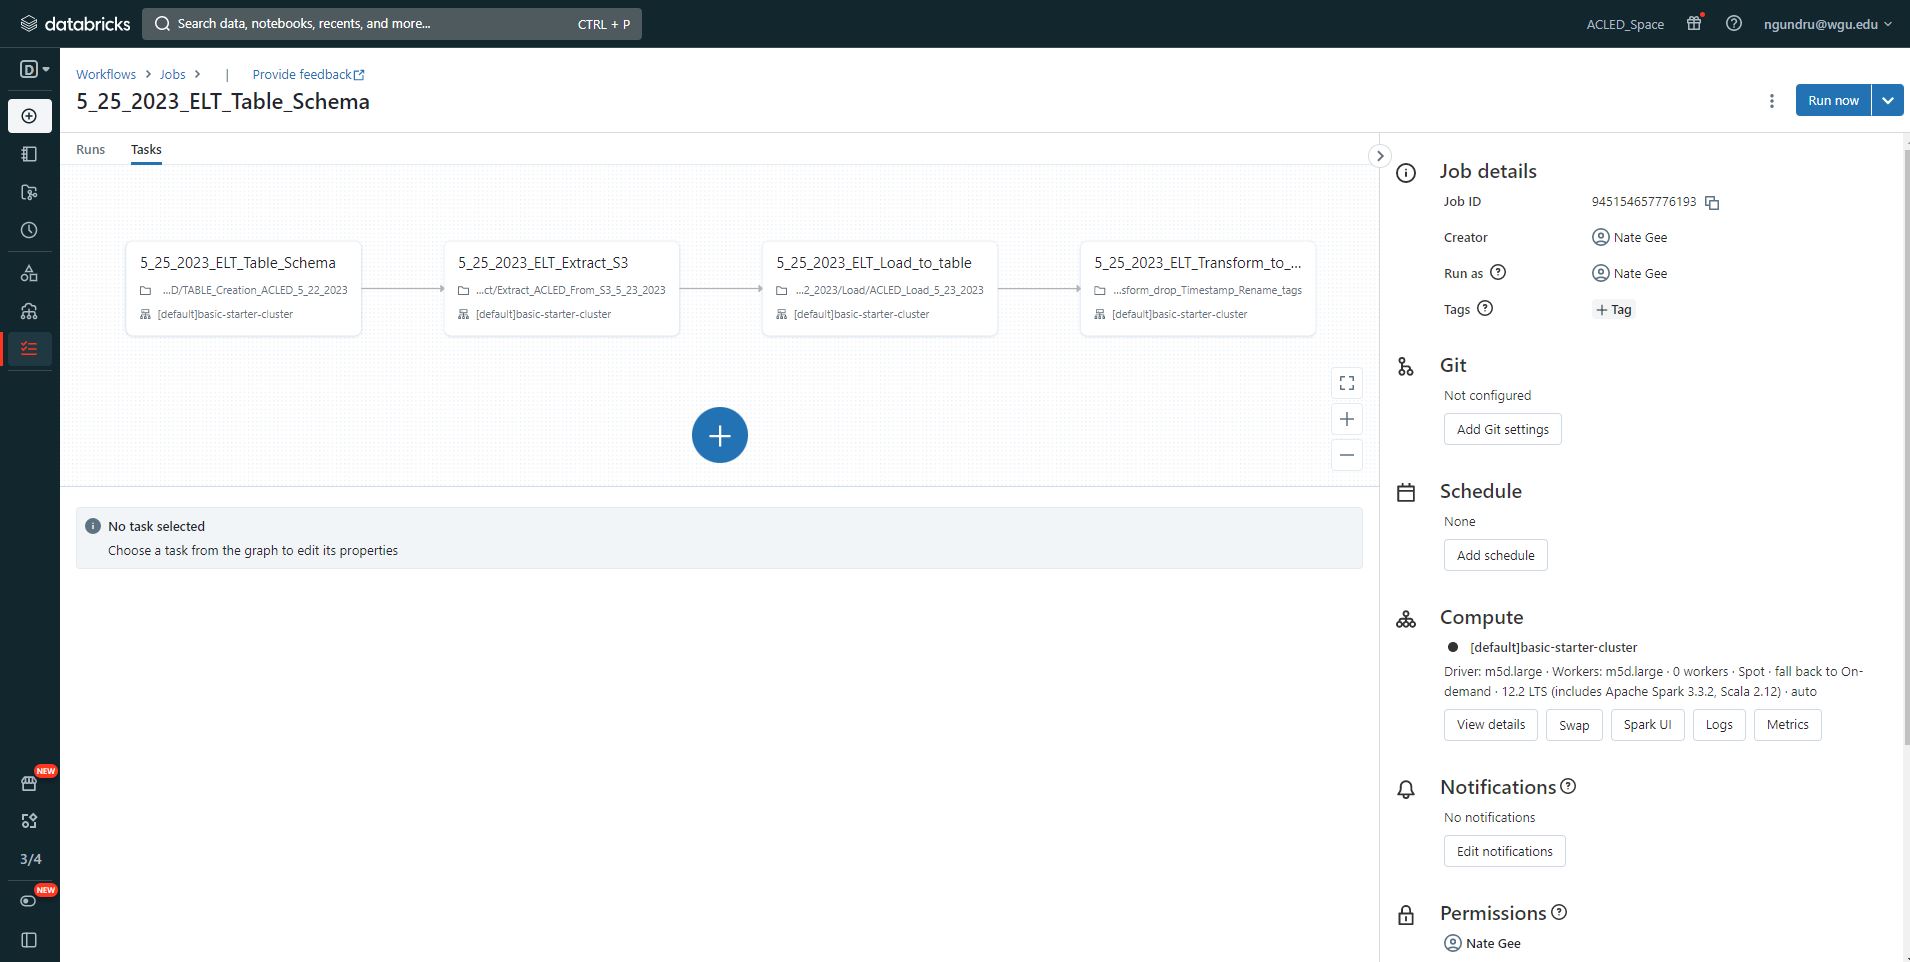 databricks
Search data, notebooks, recents, and more...
CTRL + P
ACLED_Space
ngundru@wgu.edu
D
Workflows > Jobs > | Provide feedback
5_25_2023_ELT_Table_Schema
Run now
Runs
Tasks
5_25_2023_ELT_Table_Schema
...D/TABLE_Creation_ACLED_5_22_2023
[default]basic-starter-cluster
5_25_2023_ELT_Extract_S3
...ct/Extract_ACLED_From_S3_5_23_2023
[default]basic-starter-cluster
5_25_2023_ELT_Load_to_table
...2_2023/Load/ACLED_Load_5_23_2023
[default]basic-starter-cluster
5_25_2023_ELT_Transform_to_...
...sform_drop_Timestamp_Rename_tags
[default]basic-starter-cluster
No task selected
Choose a task from the graph to edit its properties
Job details
Job ID 945154657776193
Creator Nate Gee
Run as Nate Gee
Tags + Tag
Git
Not configured
Add Git settings
Schedule
None
Add schedule
Compute
[default]basic-starter-cluster
Driver: m5d.large · Workers: m5d.large · 0 workers · Spot · fall back to On-
demand · 12.2 LTS (includes Apache Spark 3.3.2, Scala 2.12) · auto
View details
Swap
Spark UI
Logs
Metrics
Notifications
No notifications
Edit notifications
Permissions
Nate Gee
NEW
3/4
NEW